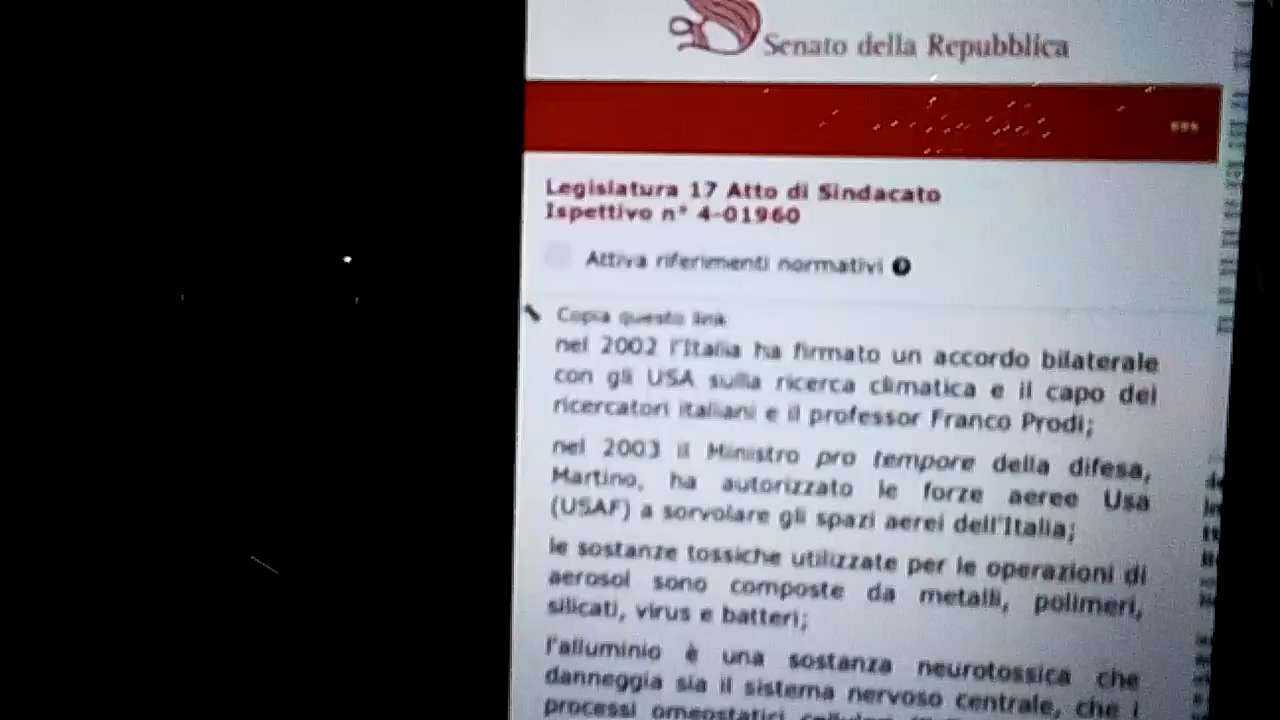 Senato della Repubblica
Legislatura 17 Atto di Sindacato
Ispettivo n° 4-01960
Attiva riferimenti normativi
Copia questo link
nel 2002 l'Italia ha firmato un accordo bilaterale
con gli USA sulla ricerca climatica e il capo dei
ricercatori italiani e il professor Franco Prodi;
nel 2003 il Ministro pro tempore della difesa,
Martino, ha autorizzato le forze aeree Usa
(USAF) a sorvolare gli spazi aerei dell'Italia;
le sostanze tossiche utilizzate per le operazioni di
aerosol sono composte da metalli, polimeri,
silicati, virus e batteri;
l'alluminio è una sostanza neurotossica che
danneggia sia il sistema nervoso centrale, che i
processi omeostatici cellulari